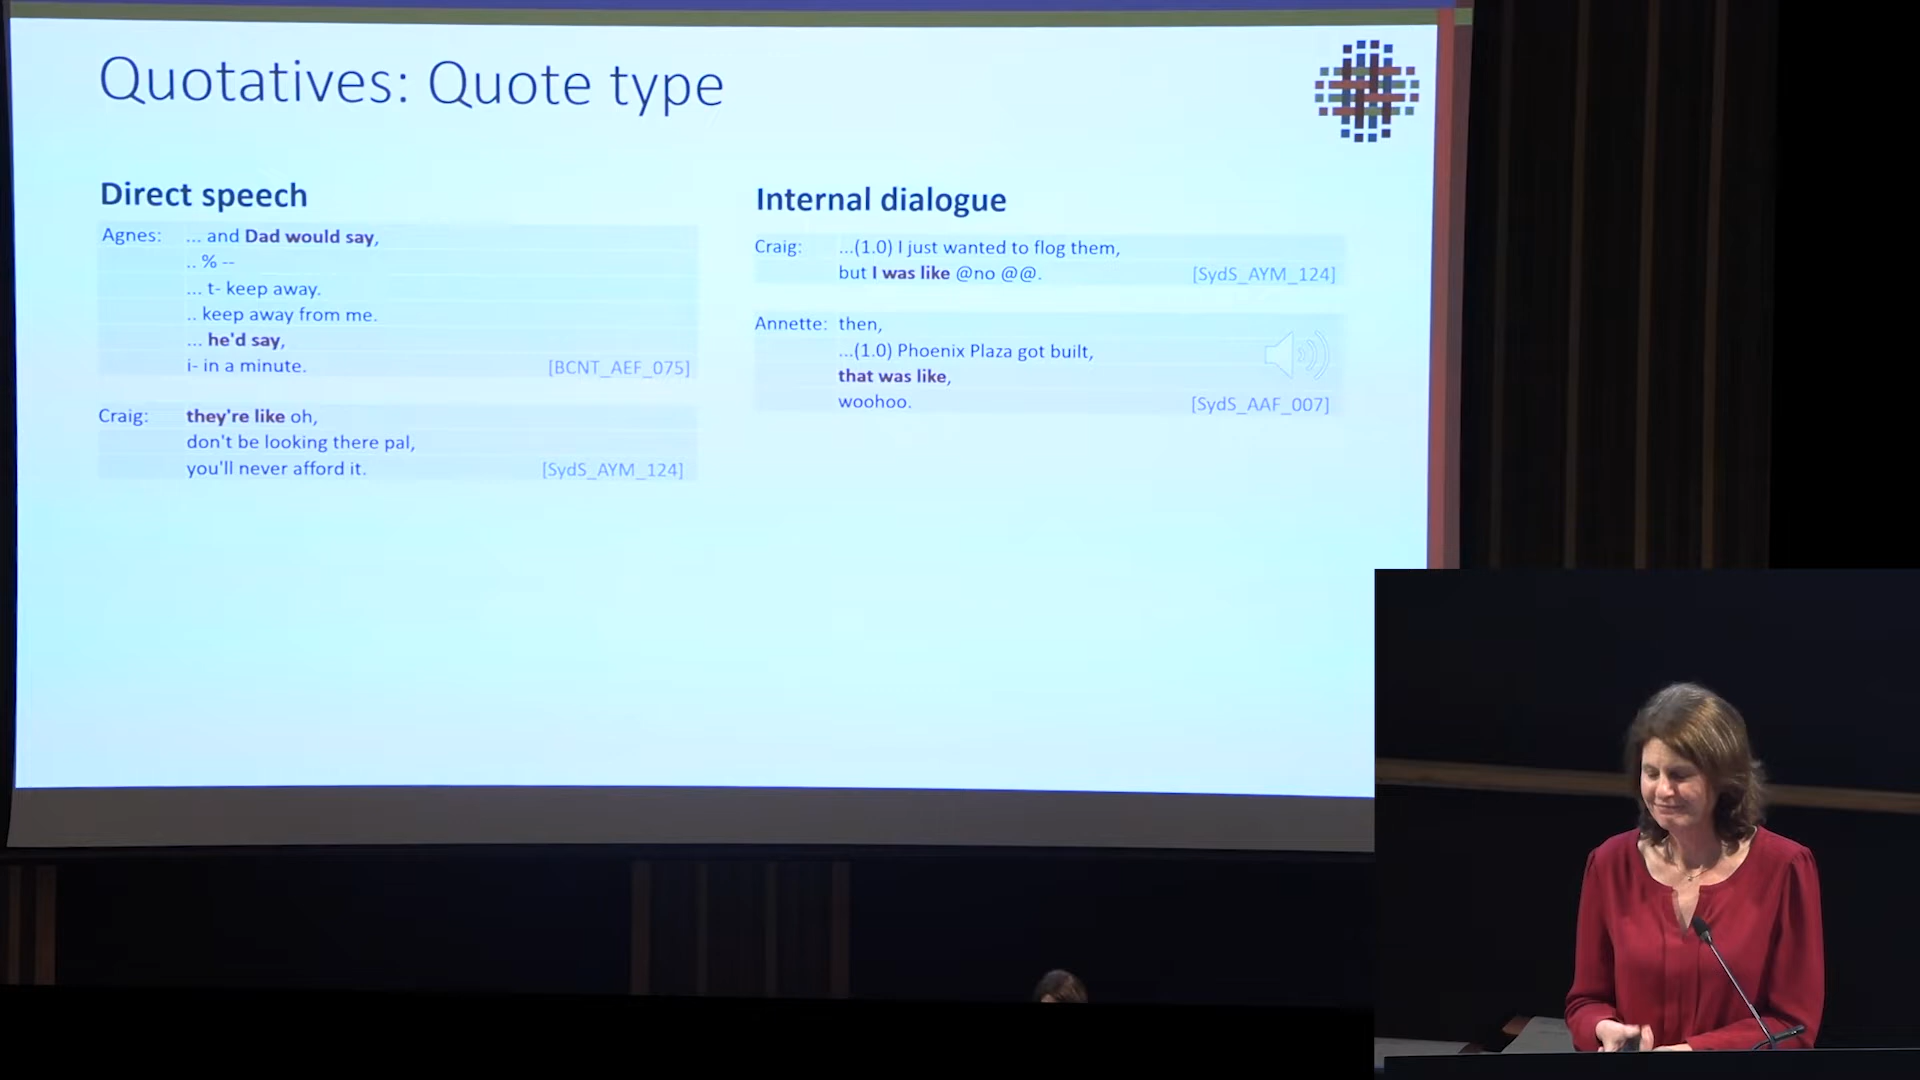 Quotatives: Quote type
Direct speech
Agnes: ... and Dad would say,
.. % --
... t- keep away.
.. keep away from me.
... he'd say,
i- in a minute. [BCNT_AEF_075]
Craig: they're like oh,
don't be looking there pal,
you'll never afford it. [SydS_AYM_124]
Internal dialogue
Craig: ...(1.0) I just wanted to flog them,
but I was like @no @@. [SydS_AYM_124]
Annette: then,
...(1.0) Phoenix Plaza got built,
that was like,
woohoo. [SydS_AAF_007]